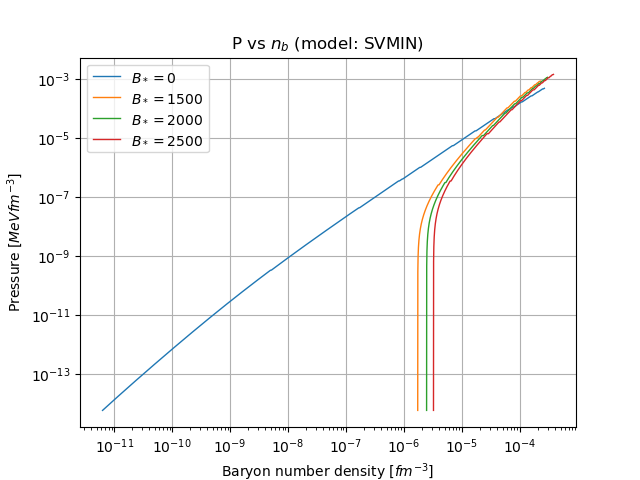 P vs n_b (model: SVMIN)
B_* = 0
B_* = 1500
B_* = 2000
B_* = 2500
Pressure [MeVfm^{-3}]
10^{-3}
10^{-5}
10^{-7}
10^{-9}
10^{-11}
10^{-13}
10^{-11} 10^{-10} 10^{-9} 10^{-8} 10^{-7} 10^{-6} 10^{-5} 10^{-4}
Baryon number density [fm^{-3}]